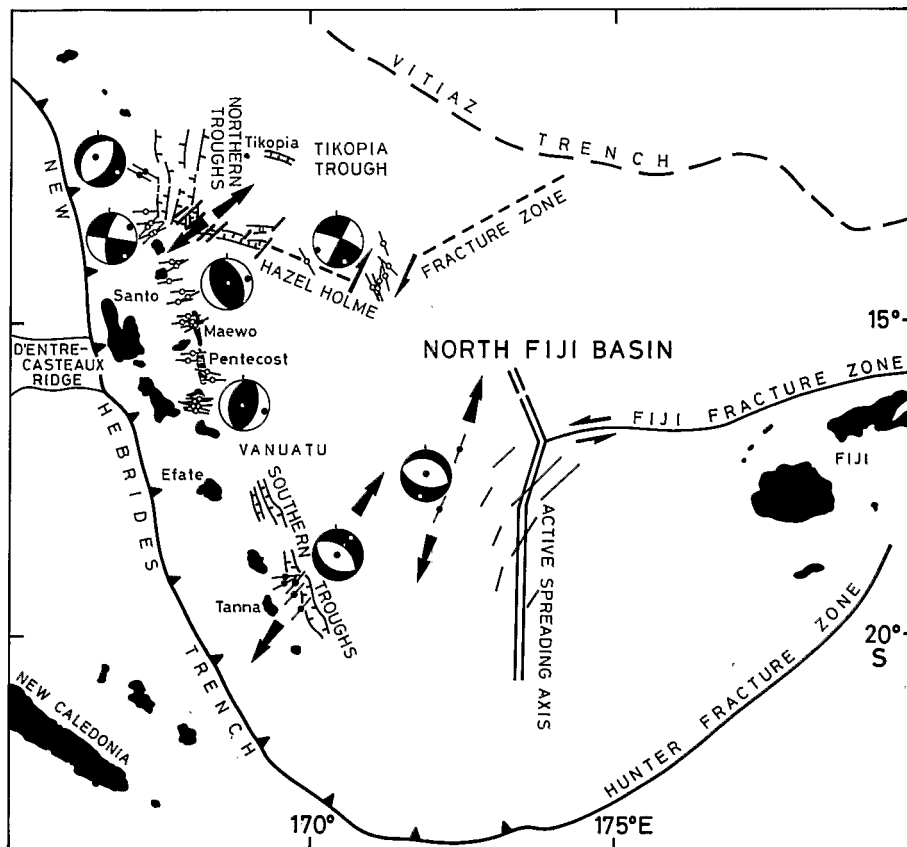 VITIAZ
TRENCH
NORTHERN
TROUGHS
Tikopia
TIKOPIA
TROUGH
NEW
HEBRIDES
TRENCH
FRACTURE ZONE
HAZEL HOLME
Santo
Maewo
15°
D'ENTRE-
CASTEAUX
RIDGE
Pentecost
NORTH FIJI BASIN
FIJI FRACTURE ZONE
VANUATU
FIJI
Efate
SOUTHERN
TROUGHS
ACTIVE SPREADING AXIS
Tanna
20°
S
NEW CALEDONIA
HUNTER FRACTURE ZONE
170°
175°E